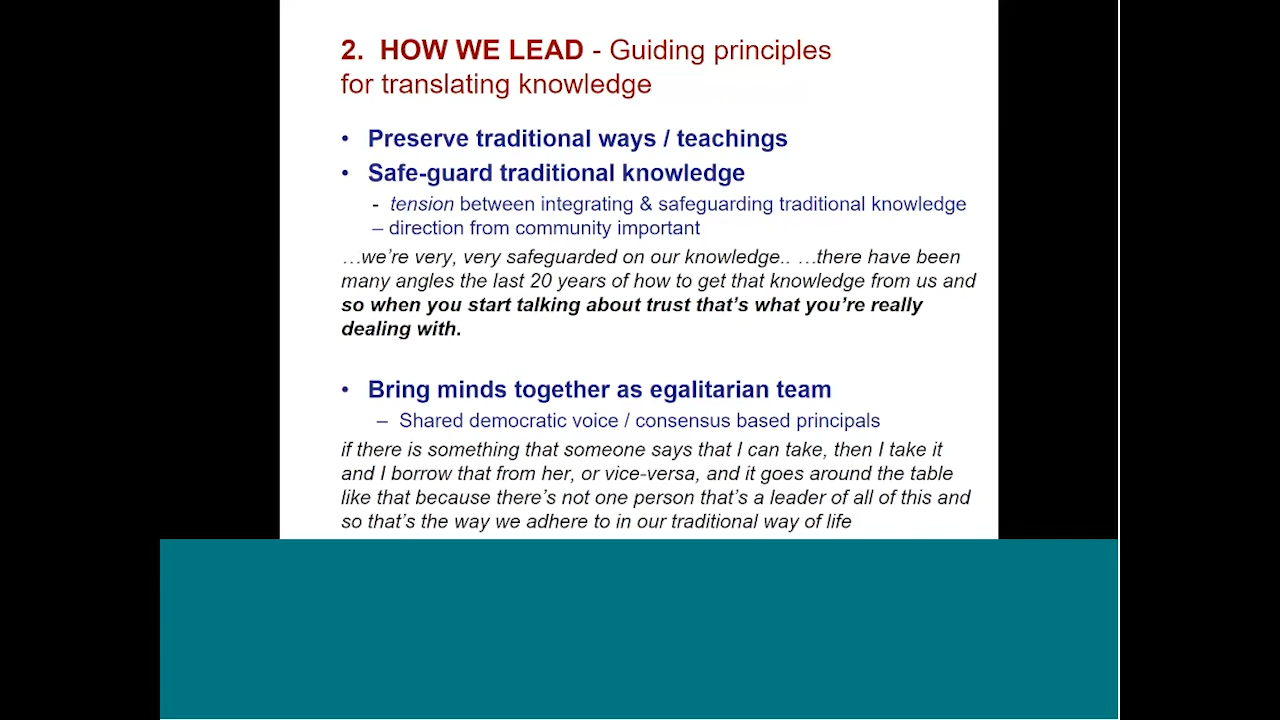 2. HOW WE LEAD - Guiding principles
for translating knowledge
• Preserve traditional ways / teachings
• Safe-guard traditional knowledge
- tension between integrating & safeguarding traditional knowledge
– direction from community important
…we're very, very safeguarded on our knowledge.. …there have been
many angles the last 20 years of how to get that knowledge from us and
so when you start talking about trust that's what you're really
dealing with.
• Bring minds together as egalitarian team
– Shared democratic voice / consensus based principals
if there is something that someone says that I can take, then I take it
and I borrow that from her, or vice-versa, and it goes around the table
like that because there's not one person that's a leader of all of this and
so that's the way we adhere to in our traditional way of life